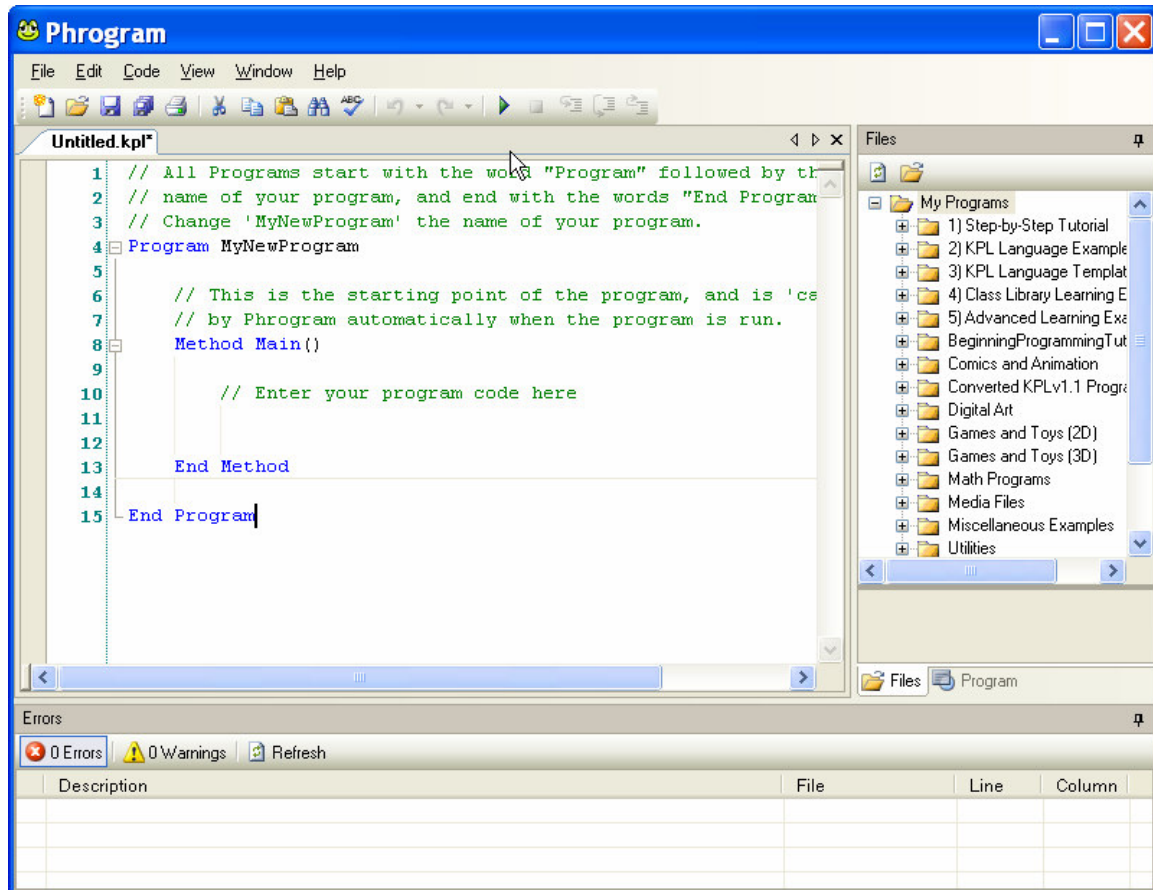 Phrogram
File Edit Code View Window Help
ABC
Untitled.kpl*
1 // All Programs start with the word "Program" followed by th
2 // name of your program, and end with the words "End Program
3 // Change 'MyNewProgram' the name of your program.
4 Program MyNewProgram
5
6 // This is the starting point of the program, and is 'ca
7 // by Phrogram automatically when the program is run.
8 Method Main()
9
10 // Enter your program code here
11
12
13 End Method
14
15 End Program
Files
My Programs
1) Step-by-Step Tutorial
2) KPL Language Example
3) KPL Language Templat
4) Class Library Learning E
5) Advanced Learning Exa
BeginningProgrammingTut
Comics and Animation
Converted KPLv1.1 Progra
Digital Art
Games and Toys (2D)
Games and Toys (3D)
Math Programs
Media Files
Miscellaneous Examples
Utilities
Files Program
Errors
0 Errors 0 Warnings Refresh
Description File Line Column